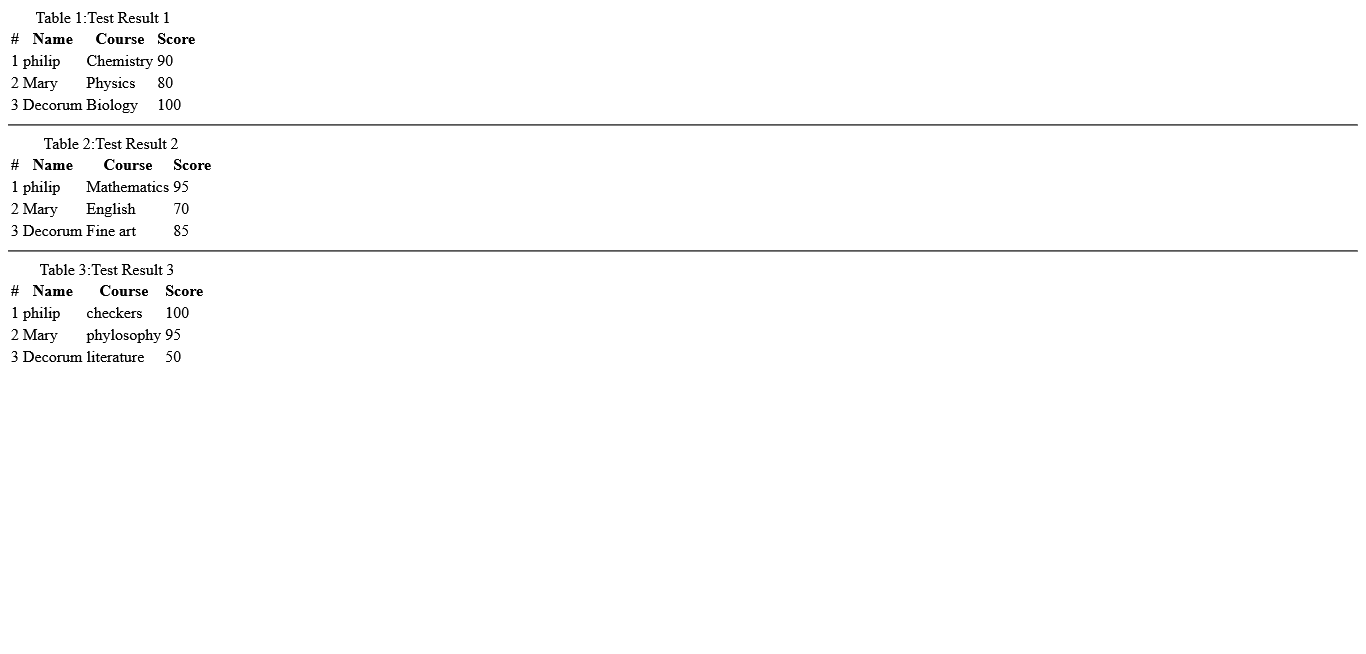 Table 1:Test Result 1
# Name Course Score
1 philip Chemistry 90
2 Mary Physics 80
3 Decorum Biology 100
Table 2:Test Result 2
# Name Course Score
1 philip Mathematics 95
2 Mary English 70
3 Decorum Fine art 85
Table 3:Test Result 3
# Name Course Score
1 philip checkers 100
2 Mary phylosophy 95
3 Decorum literature 50